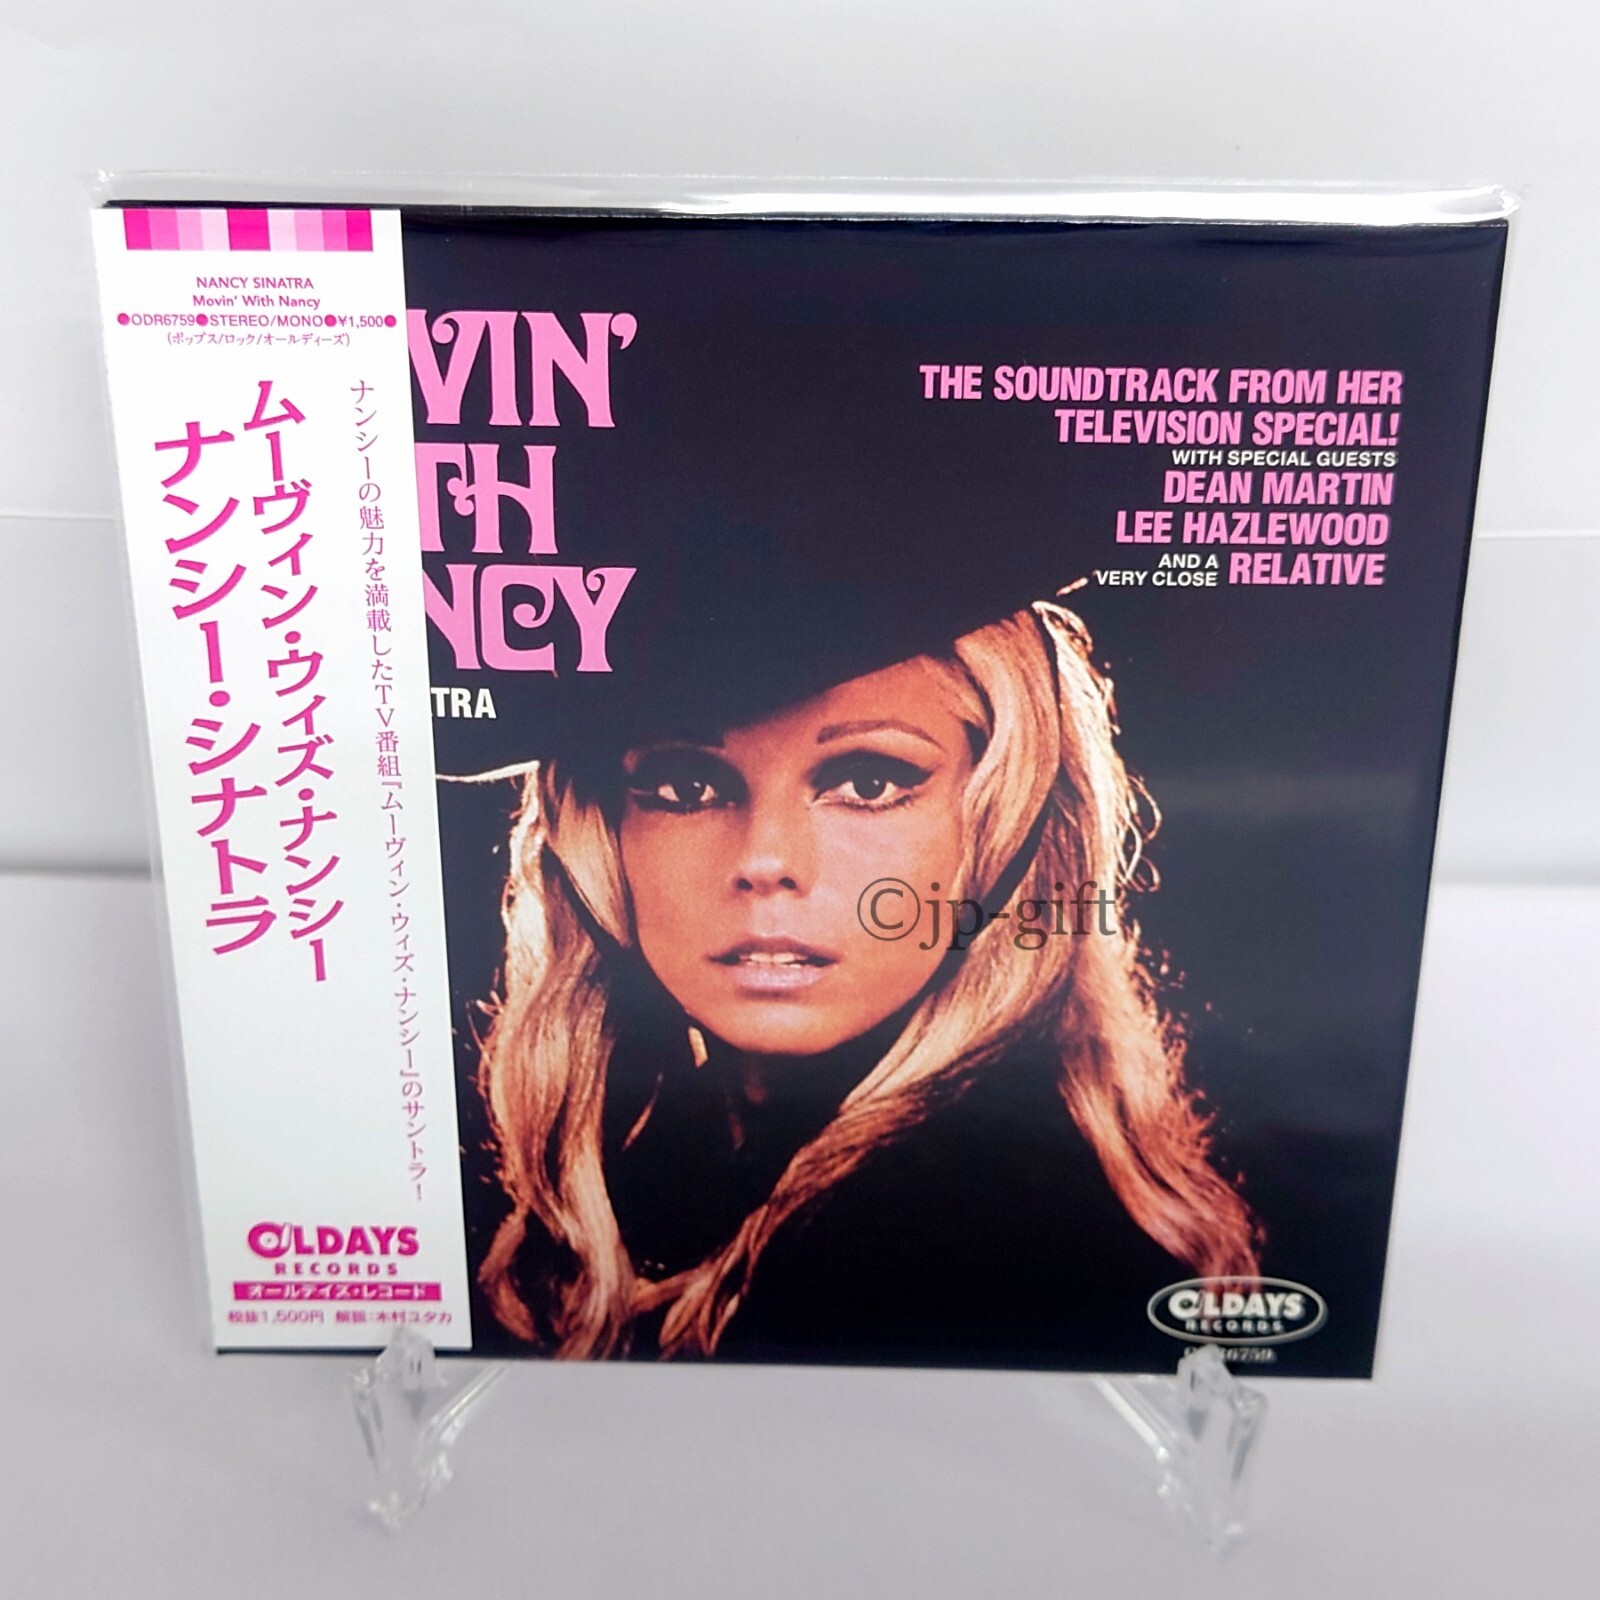 NANCY SINATRA
Movin' With Nancy
●ODR6759●STEREO/MONO●¥1,500●
(ポップス/ロック/オールディーズ)
ナンシーの魅力を満載したTV番組『ムーヴィン・ウィズ・ナンシー』のサントラ!
ムーヴィン・ウィズ・ナンシー
ナンシー・シナトラ
OLDAYS
RECORDS
オールデイズ・レコード
税抜1,500円 解説:木村ユタカ
VIN'
TH
NCY
TRA
THE SOUNDTRACK FROM HER
TELEVISION SPECIAL!
WITH SPECIAL GUESTS
DEAN MARTIN
LEE HAZLEWOOD
AND A
VERY CLOSE RELATIVE
©jp-gift
OLDAYS
RECORDS